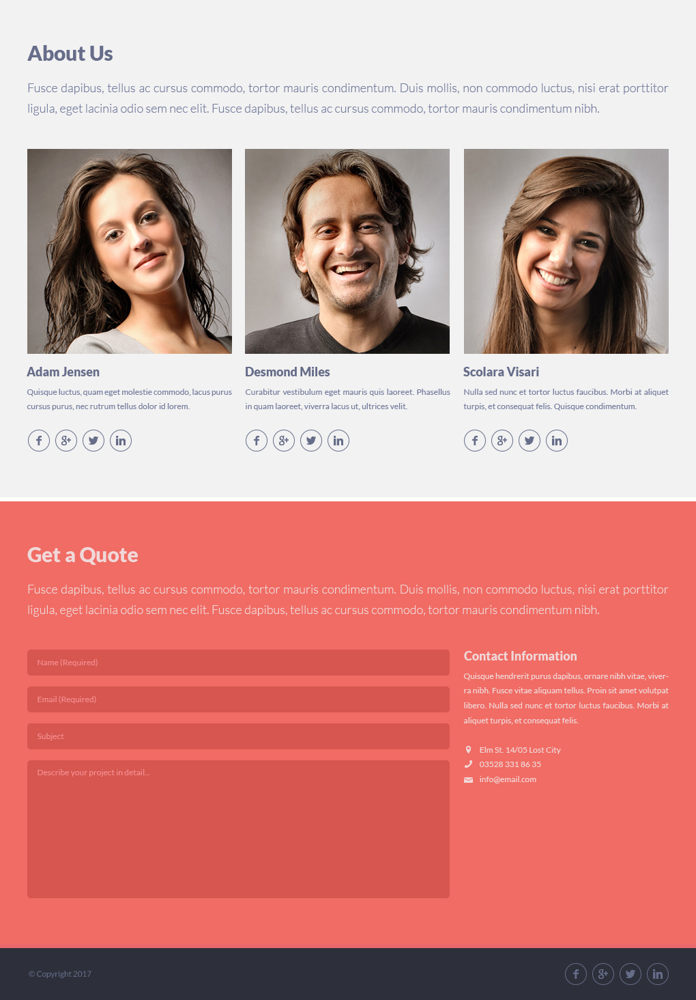 About Us
Fusce dapibus, tellus ac cursus commodo, tortor mauris condimentum. Duis mollis, non commodo luctus, nisi erat porttitor
ligula, eget lacinia odio sem nec elit. Fusce dapibus, tellus ac cursus commodo, tortor mauris condimentum nibh.
Adam Jensen
Quisque luctus, quam eget molestie commodo, lacus purus
cursus purus, nec rutrum tellus dolor id lorem.
Desmond Miles
Curabitur vestibulum eget mauris quis laoreet. Phasellus
in quam laoreet, viverra lacus ut, ultrices velit.
Scolara Visari
Nulla sed nunc et tortor luctus faucibus. Morbi at aliquet
turpis, et consequat felis. Quisque condimentum.
Get a Quote
Fusce dapibus, tellus ac cursus commodo, tortor mauris condimentum. Duis mollis, non commodo luctus, nisi erat porttitor
ligula, eget lacinia odio sem nec elit. Fusce dapibus, tellus ac cursus commodo, tortor mauris condimentum nibh.
Name (Required)
Email (Required)
Subject
Describe your project in detail...
Contact Information
Quisque hendrerit purus dapibus, ornare nibh vitae, viver-
ra nibh. Fusce vitae aliquam tellus. Proin sit amet volutpat
libero. Nulla sed nunc et tortor luctus faucibus. Morbi at
aliquet turpis, et consequat felis.
Elm St. 14/05 Lost City
03528 331 86 35
info@email.com
© Copyright 2017